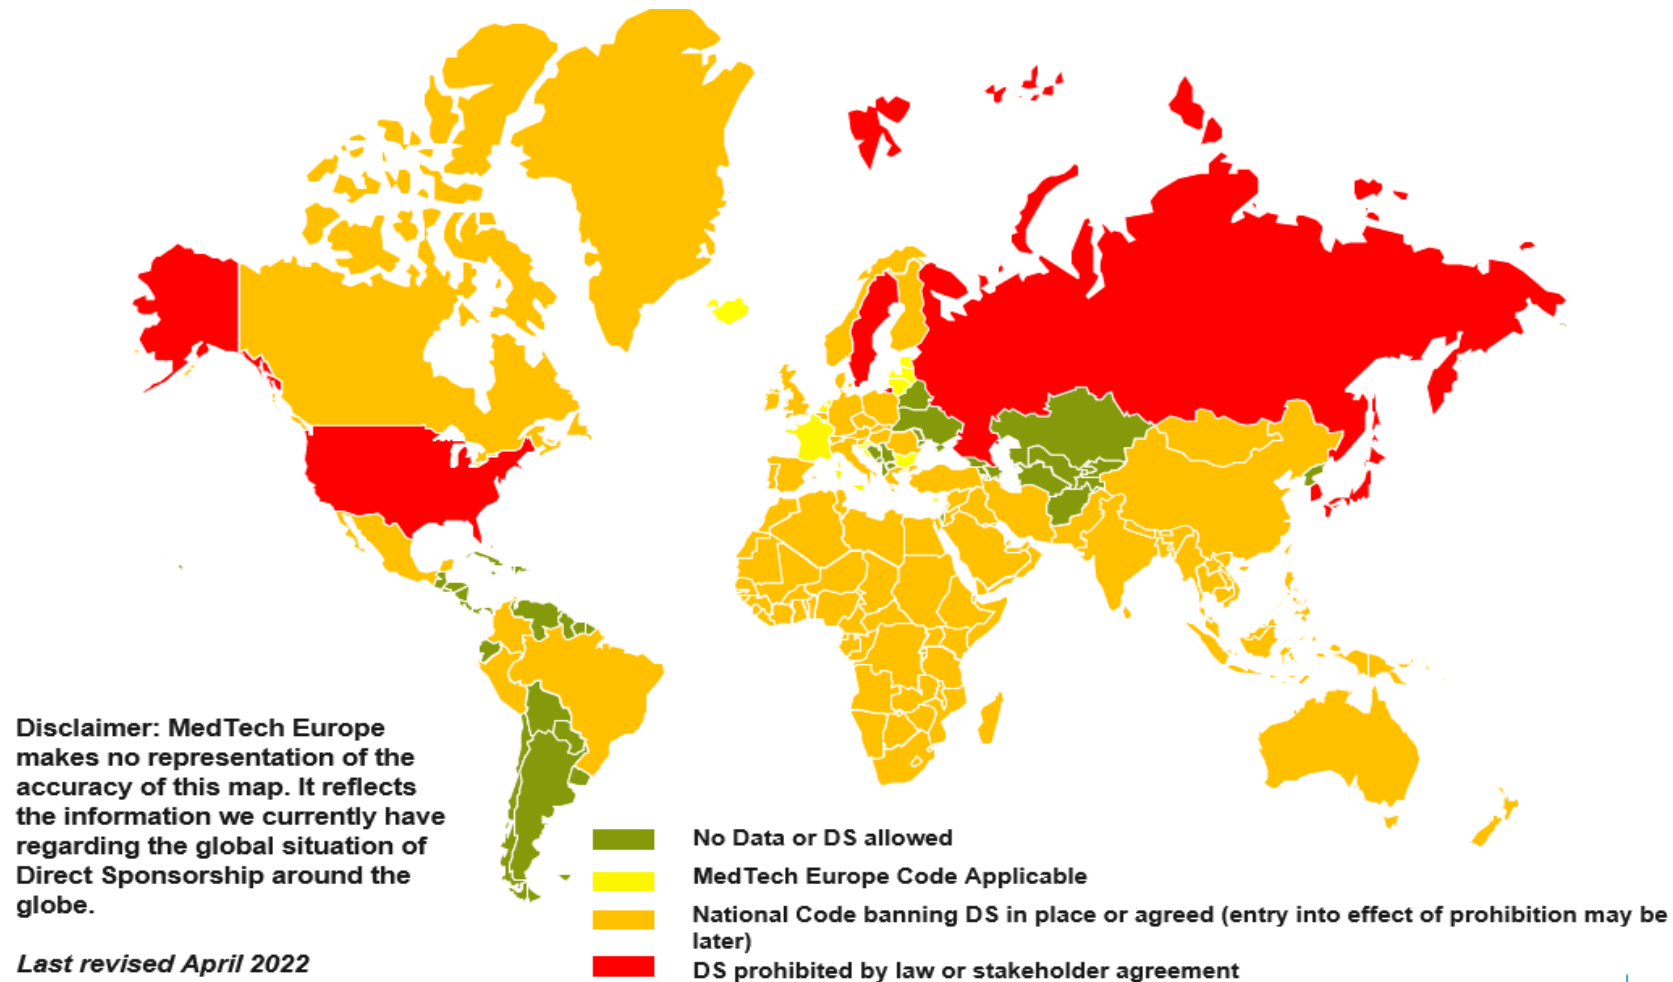 Disclaimer: MedTech Europe
makes no representation of the
accuracy of this map. It reflects
the information we currently have
regarding the global situation of
Direct Sponsorship around the
globe.
Last revised April 2022
No Data or DS allowed
MedTech Europe Code Applicable
National Code banning DS in place or agreed (entry into effect of prohibition may be
later)
DS prohibited by law or stakeholder agreement